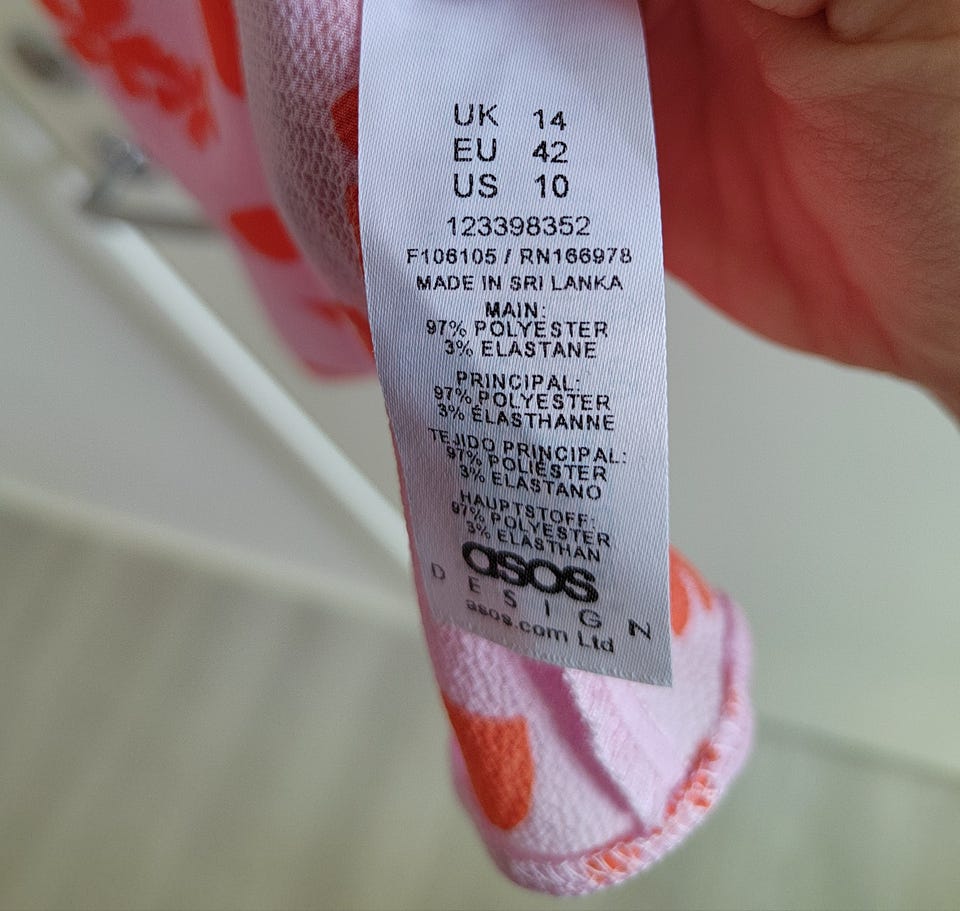 UK 14
EU 42
US 10
123398352
F106105 / RN166978
MADE IN SRI LANKA
MAIN:
97% POLYESTER
3% ELASTANE
PRINCIPAL:
97% POLYESTER
3% ÉLASTHANNE
TEJIDO PRINCIPAL:
97% POLIÉSTER
3% ELASTANO
HAUPTSTOFF:
97% POLYESTER
3% ELASTHAN
asos
DESIGN
asos.com Ltd